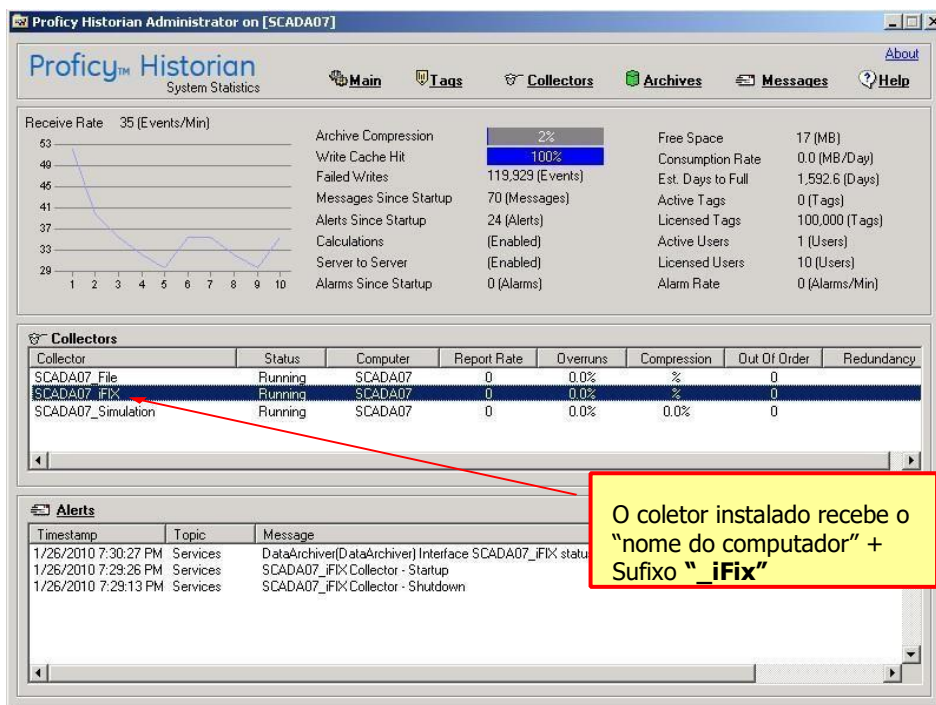 Proficy Historian Administrator on [SCADA07]
About
Proficy™ Historian
System Statistics
Main Tags Collectors Archives Messages Help
Receive Rate 35 (Events/Min)
53
49
45
41
37
33
29
1 2 3 4 5 6 7 8 9 10
Archive Compression 2%
Write Cache Hit 100%
Failed Writes 119,929 (Events)
Messages Since Startup 70 (Messages)
Alerts Since Startup 24 (Alerts)
Calculations (Enabled)
Server to Server (Enabled)
Alarms Since Startup 0 (Alarms)
Free Space 17 (MB)
Consumption Rate 0.0 (MB/Day)
Est. Days to Full 1,592.6 (Days)
Active Tags 0 (Tags)
Licensed Tags 100,000 (Tags)
Active Users 1 (Users)
Licensed Users 10 (Users)
Alarm Rate 0 (Alarms/Min)
Collectors
Collector Status Computer Report Rate Overruns Compression Out Of Order Redundancy
SCADA07_File Running SCADA07 0 0.0% % 0
SCADA07_iFIX Running SCADA07 0 0.0% % 0
SCADA07_Simulation Running SCADA07 0 0.0% 0.0% 0
Alerts
Timestamp Topic Message
1/26/2010 7:30:27 PM Services DataArchiver(DataArchiver) Interface SCADA07_iFIX status
1/26/2010 7:29:26 PM Services SCADA07_iFIX Collector - Startup
1/26/2010 7:29:13 PM Services SCADA07_iFIX Collector - Shutdown
O coletor instalado recebe o
“nome do computador” +
Sufixo “_iFix”